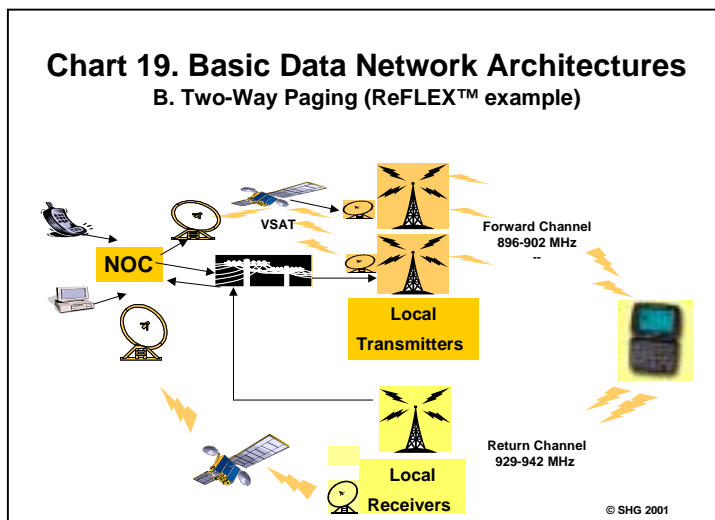 Chart 19. Basic Data Network Architectures
B. Two-Way Paging (ReFLEX™ example)
VSAT
NOC
Forward Channel
896-902 MHz
--
Local
Transmitters
Return Channel
929-942 MHz
Local
Receivers
© SHG 2001